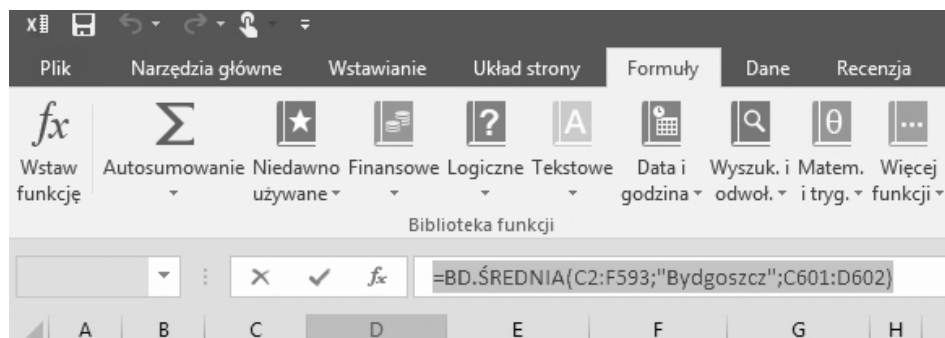 Plik Narzędzia główne Wstawianie Układ strony Formuły Dane Recenzja
fx Σ ? A θ
Wstaw funkcję
Autosumowanie
Niedawno używane
Finansowe
Logiczne
Tekstowe
Data i godzina
Wyszuk. i odwoł.
Matem. i tryg.
Więcej funkcji
Biblioteka funkcji
fx =BD.ŚREDNIA(C2:F593;"Bydgoszcz";C601:D602)
A B C D E F G H